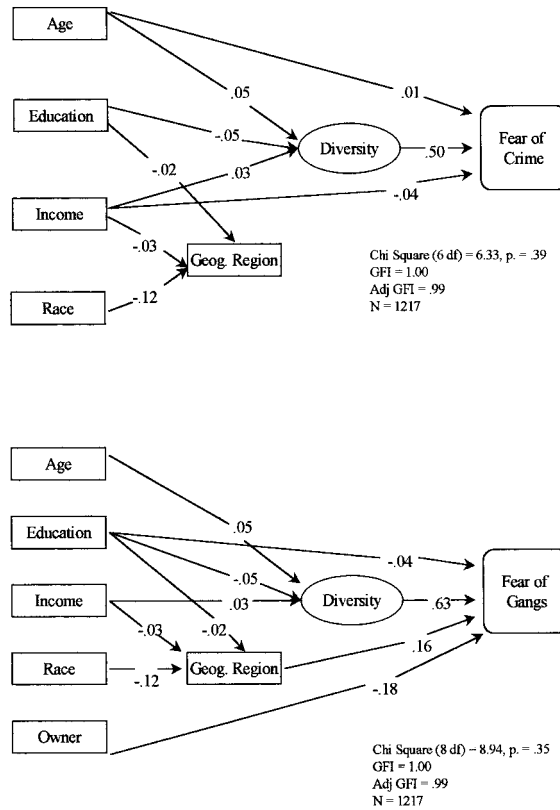 Age
.05
.01
Education
-.05
Diversity
.50
Fear of
Crime
-.02
.03
Income
-.04
-.03
Geog. Region
Race
-.12
Chi Square (6 df) = 6.33, p. = .39
GFI = 1.00
Adj GFI = .99
N = 1217
Age
.05
Education
-.04
-.05
Fear of
Gangs
Income
.03
Diversity
.63
-.03
-.02
Race
-.12
Geog. Region
.16
-.18
Owner
Chi Square (8 df) – 8.94, p. = .35
GFI = 1.00
Adj GFI = .99
N = 1217